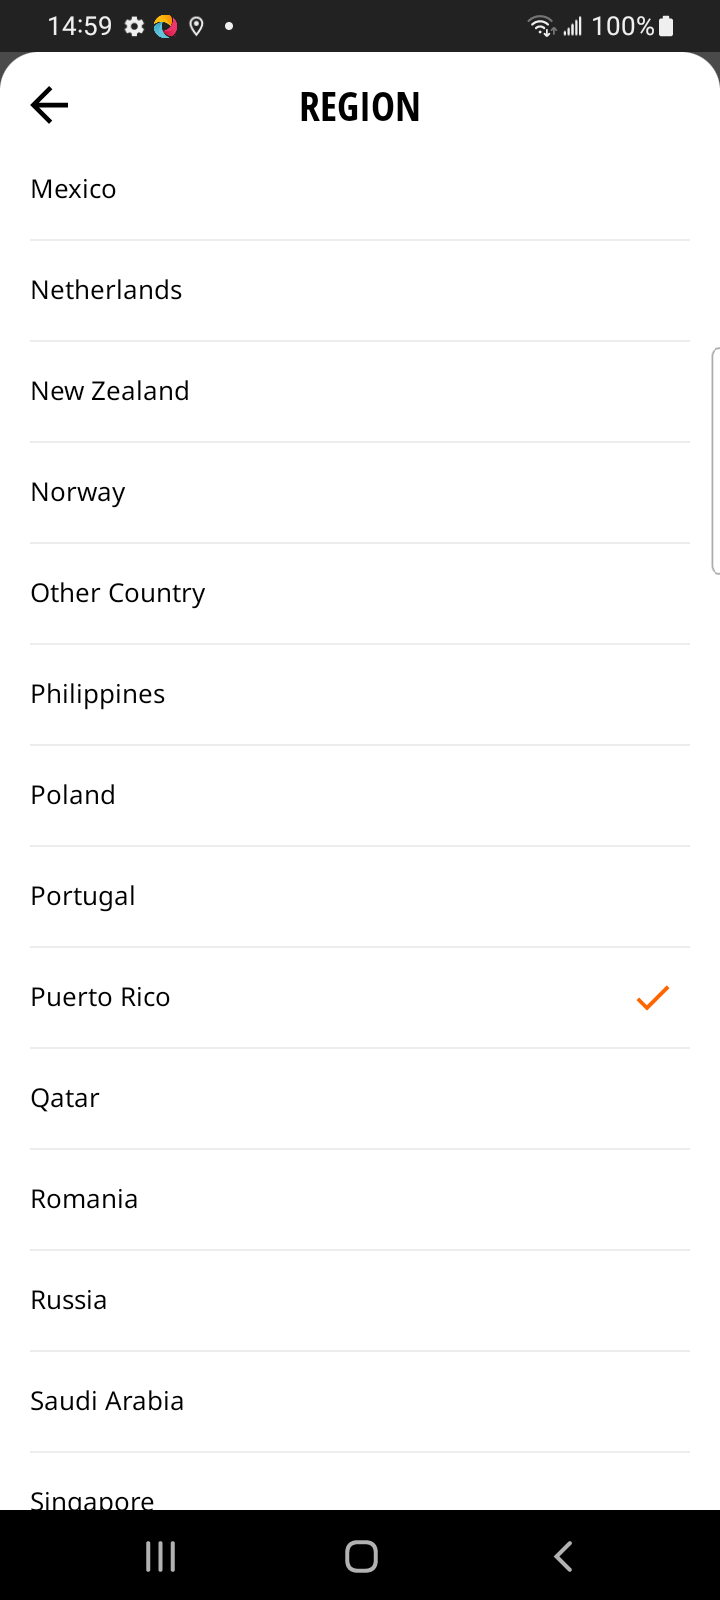 14:59
100%
REGION
Mexico
Netherlands
New Zealand
Norway
Other Country
Philippines
Poland
Portugal
Puerto Rico
Qatar
Romania
Russia
Saudi Arabia
Singapore